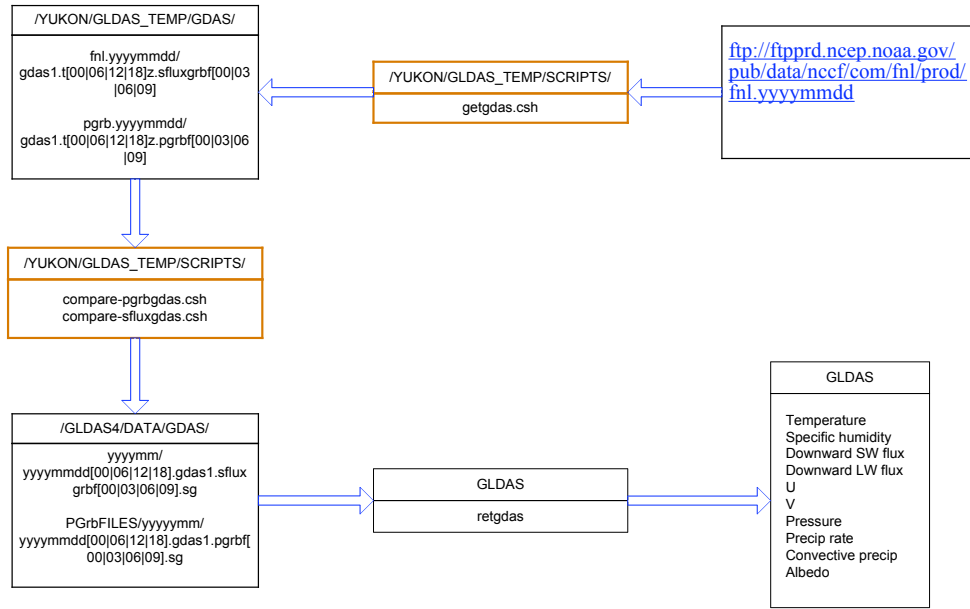 /YUKON/GLDAS_TEMP/GDAS/
fnl.yyyymmdd/
gdas1.t[00|06|12|18]z.sfluxgrbf[00|03
|06|09]
pgrb.yyyymmdd/
gdas1.t[00|06|12|18]z.pgrbf[00|03|06
|09]
/YUKON/GLDAS_TEMP/SCRIPTS/
getgdas.csh
ftp://ftpprd.ncep.noaa.gov/
pub/data/nccf/com/fnl/prod/
fnl.yyyymmdd
/YUKON/GLDAS_TEMP/SCRIPTS/
compare-pgrbgdas.csh
compare-sfluxgdas.csh
/GLDAS4/DATA/GDAS/
yyyymm/
yyyymmdd[00|06|12|18].gdas1.sflux
grbf[00|03|06|09].sg
PGrbFILES/yyyyymm/
yyyymmdd[00|06|12|18].gdas1.pgrbf[
00|03|06|09].sg
GLDAS
retgdas
GLDAS
Temperature
Specific humidity
Downward SW flux
Downward LW flux
U
V
Pressure
Precip rate
Convective precip
Albedo